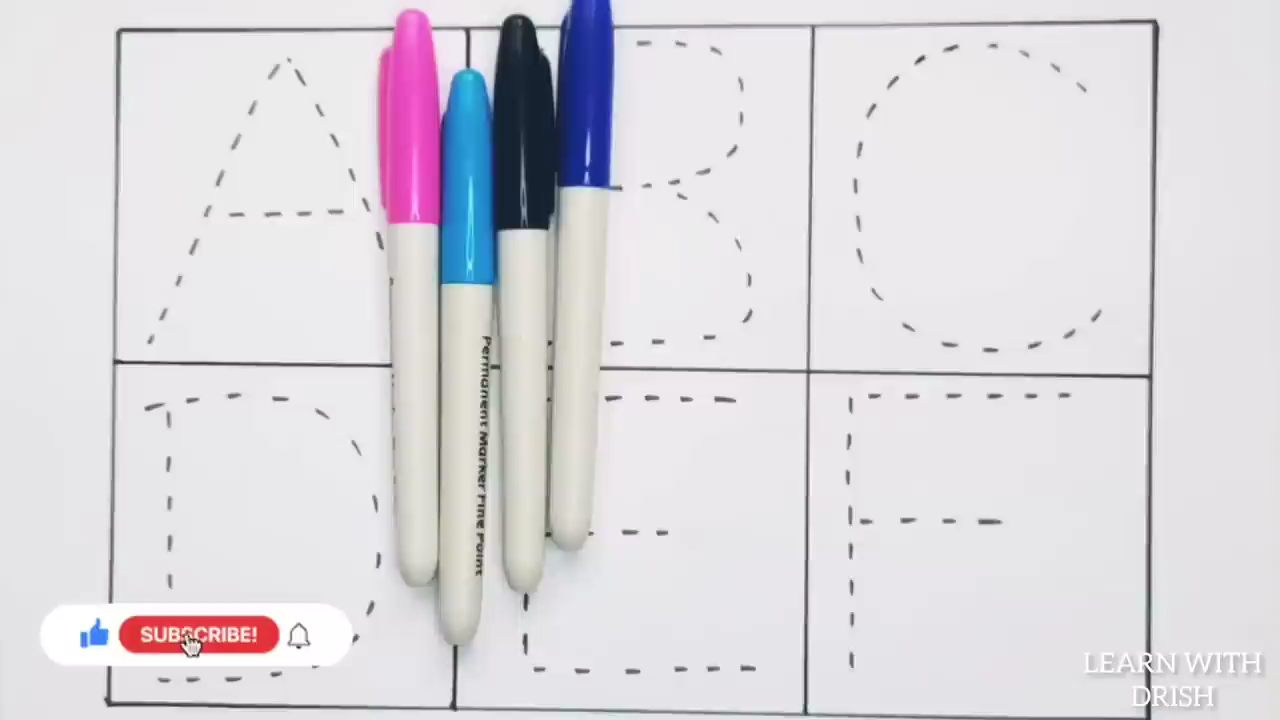 A B C
Permanent Marker Fine Point
D E F
SUBSCRIBE!
LEARN WITH
DRISH